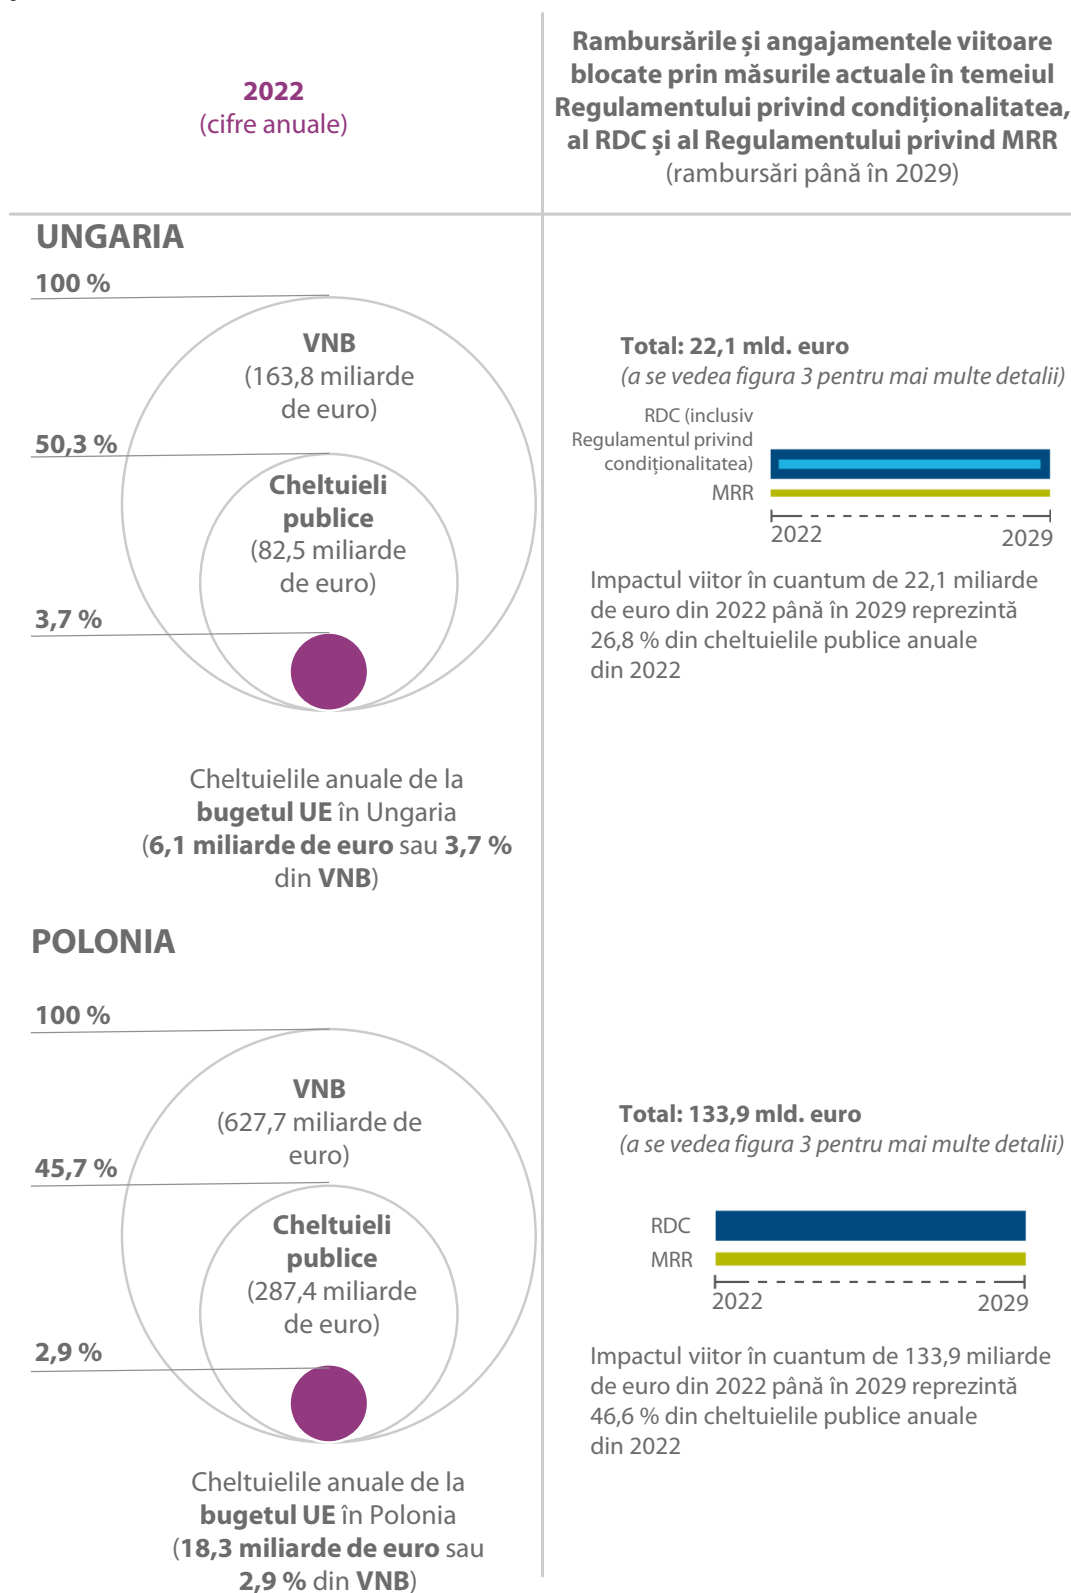 2022
(cifre anuale)
Rambursările și angajamentele viitoare
blocate prin măsurile actuale în temeiul
Regulamentului privind condiționalitatea,
al RDC și al Regulamentului privind MRR
(rambursări până în 2029)
UNGARIA
100 %
VNB
(163,8 miliarde
de euro)
50,3 %
Cheltuieli
publice
(82,5 miliarde
de euro)
3,7 %
Cheltuielile anuale de la
bugetul UE în Ungaria
(6,1 miliarde de euro sau 3,7 %
din VNB)
Total: 22,1 mld. euro
(a se vedea figura 3 pentru mai multe detalii)
RDC (inclusiv
Regulamentul privind
condiționalitatea)
MRR
2022 2029
Impactul viitor în cuantum de 22,1 miliarde
de euro din 2022 până în 2029 reprezintă
26,8 % din cheltuielile publice anuale
din 2022
POLONIA
100 %
VNB
(627,7 miliarde de
euro)
45,7 %
Cheltuieli
publice
(287,4 miliarde
de euro)
2,9 %
Cheltuielile anuale de la
bugetul UE în Polonia
(18,3 miliarde de euro sau
2,9 % din VNB)
Total: 133,9 mld. euro
(a se vedea figura 3 pentru mai multe detalii)
RDC
MRR
2022 2029
Impactul viitor în cuantum de 133,9 miliarde
de euro din 2022 până în 2029 reprezintă
46,6 % din cheltuielile publice anuale
din 2022